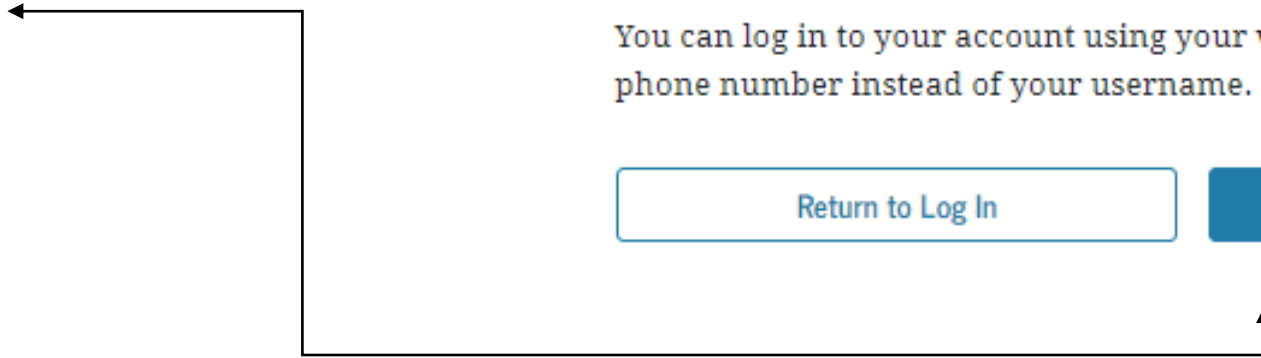 You can log in to your account using your
phone number instead of your username.
Return to Log In